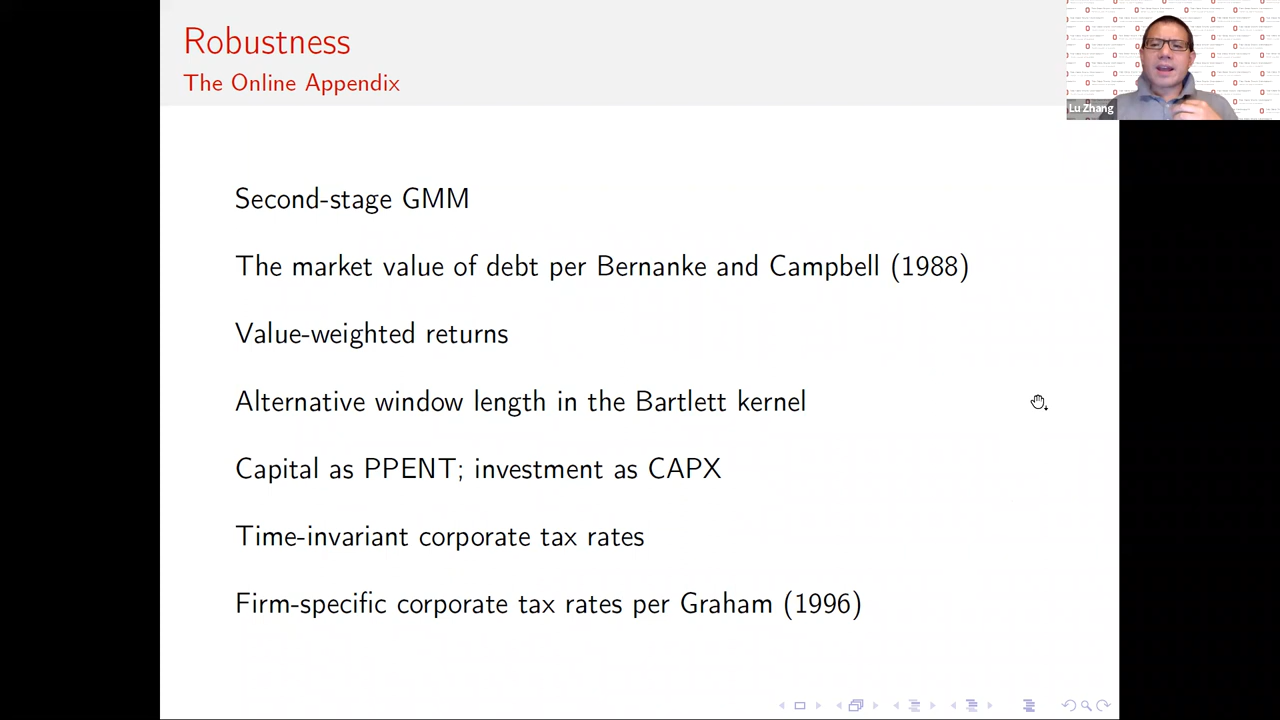 Robustness
The Online Appendix
Lu Zhang
Second-stage GMM
The market value of debt per Bernanke and Campbell (1988)
Value-weighted returns
Alternative window length in the Bartlett kernel
Capital as PPENT; investment as CAPX
Time-invariant corporate tax rates
Firm-specific corporate tax rates per Graham (1996)